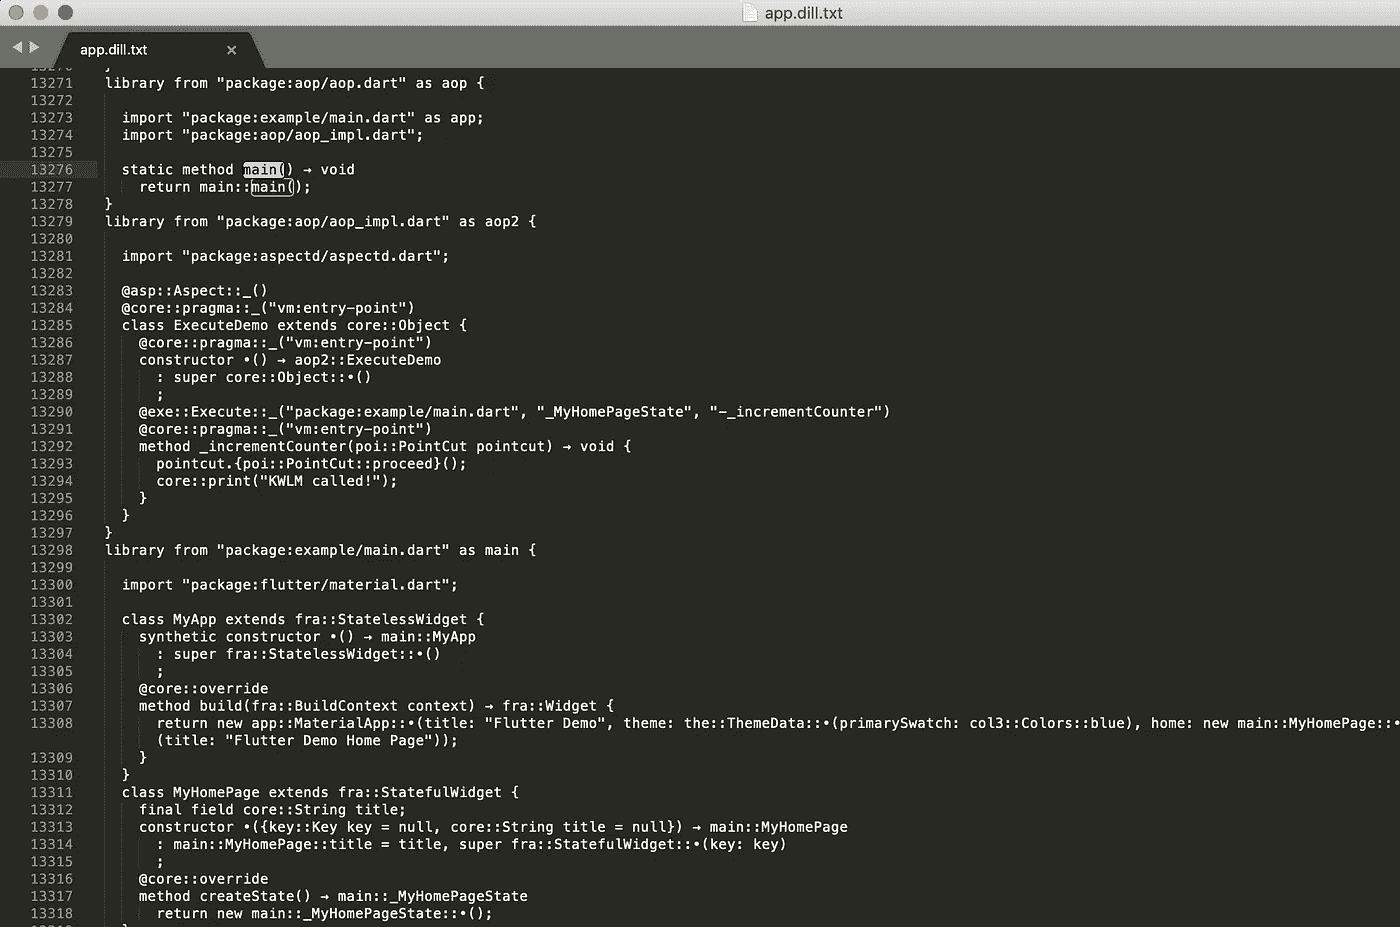 app.dill.txt
app.dill.txt ×
13271 library from "package:aop/aop.dart" as aop {
13272
13273 import "package:example/main.dart" as app;
13274 import "package:aop/aop_impl.dart";
13275
13276 static method main() → void
13277 return main::main();
13278 }
13279 library from "package:aop/aop_impl.dart" as aop2 {
13280
13281 import "package:aspectd/aspectd.dart";
13282
13283 @asp::Aspect::_()
13284 @core::pragma::_("vm:entry-point")
13285 class ExecuteDemo extends core::Object {
13286 @core::pragma::_("vm:entry-point")
13287 constructor •() → aop2::ExecuteDemo
13288 : super core::Object::•()
13289 ;
13290 @exe::Execute::_("package:example/main.dart", "_MyHomePageState", "-_incrementCounter")
13291 @core::pragma::_("vm:entry-point")
13292 method _incrementCounter(poi::PointCut pointcut) → void {
13293 pointcut.{poi::PointCut::proceed}();
13294 core::print("KWLM called!");
13295 }
13296 }
13297 }
13298 library from "package:example/main.dart" as main {
13299
13300 import "package:flutter/material.dart";
13301
13302 class MyApp extends fra::StatelessWidget {
13303 synthetic constructor •() → main::MyApp
13304 : super fra::StatelessWidget::•()
13305 ;
13306 @core::override
13307 method build(fra::BuildContext context) → fra::Widget {
13308 return new app::MaterialApp::•(title: "Flutter Demo", theme: the::ThemeData::•(primarySwatch: col3::Colors::blue), home: new main::MyHomePage::•
(title: "Flutter Demo Home Page"));
13309 }
13310 }
13311 class MyHomePage extends fra::StatefulWidget {
13312 final field core::String title;
13313 constructor •({key::Key key = null, core::String title = null}) → main::MyHomePage
13314 : main::MyHomePage::title = title, super fra::StatefulWidget::•(key: key)
13315 ;
13316 @core::override
13317 method createState() → main::_MyHomePageState
13318 return new main::_MyHomePageState::•();